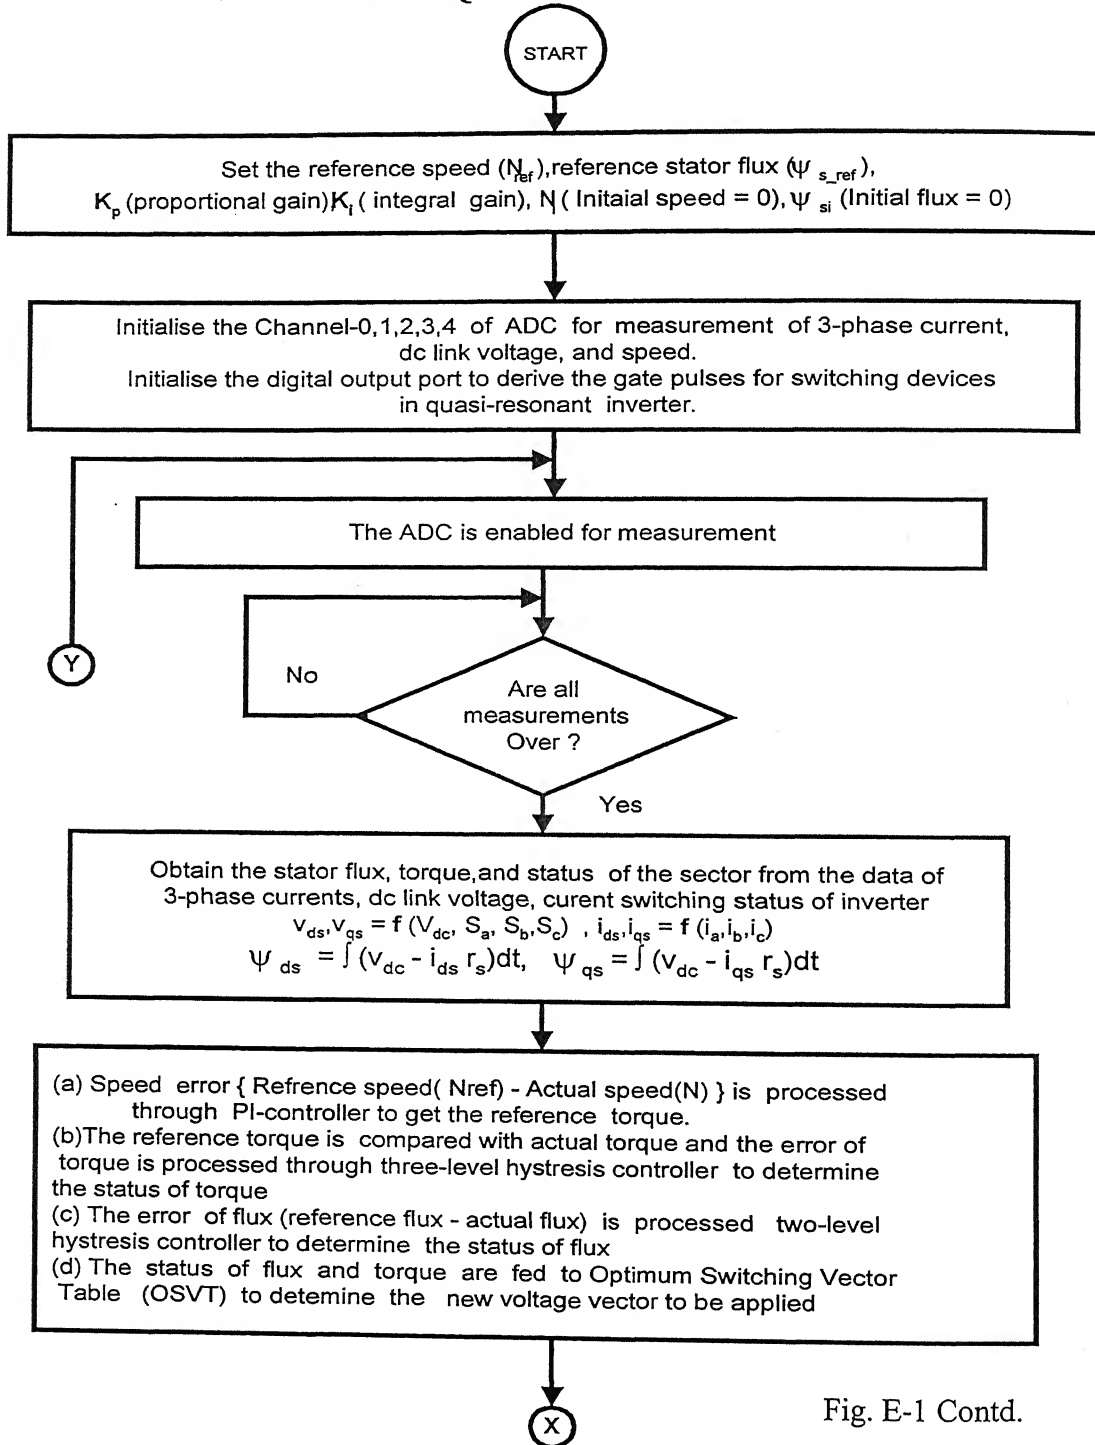 START
Set the reference speed (Nref),reference stator flux (ψ s_ref),
Kp (proportional gain)Ki ( integral gain), Ni ( Initaial speed = 0), ψ si (Initial flux = 0)
Initialise the Channel-0,1,2,3,4 of ADC for measurement of 3-phase current,
dc link voltage, and speed.
Initialise the digital output port to derive the gate pulses for switching devices
in quasi-resonant inverter.
The ADC is enabled for measurement
Y
No
Are all
measurements
Over ?
Yes
Obtain the stator flux, torque,and status of the sector from the data of
3-phase currents, dc link voltage, curent switching status of inverter
vds,vqs = f (Vdc, Sa, Sb,Sc) , ids,iqs = f (ia,ib,ic)
ψ ds = ∫ (vdc - ids rs)dt, ψ qs = ∫ (vdc - iqs rs)dt
(a) Speed error { Refrence speed( Nref) - Actual speed(N) } is processed
through PI-controller to get the reference torque.
(b)The reference torque is compared with actual torque and the error of
torque is processed through three-level hystresis controller to determine
the status of torque
(c) The error of flux (reference flux - actual flux) is processed two-level
hystresis controller to determine the status of flux
(d) The status of flux and torque are fed to Optimum Switching Vector
Table (OSVT) to detemine the new voltage vector to be applied
X
Fig. E-1 Contd.